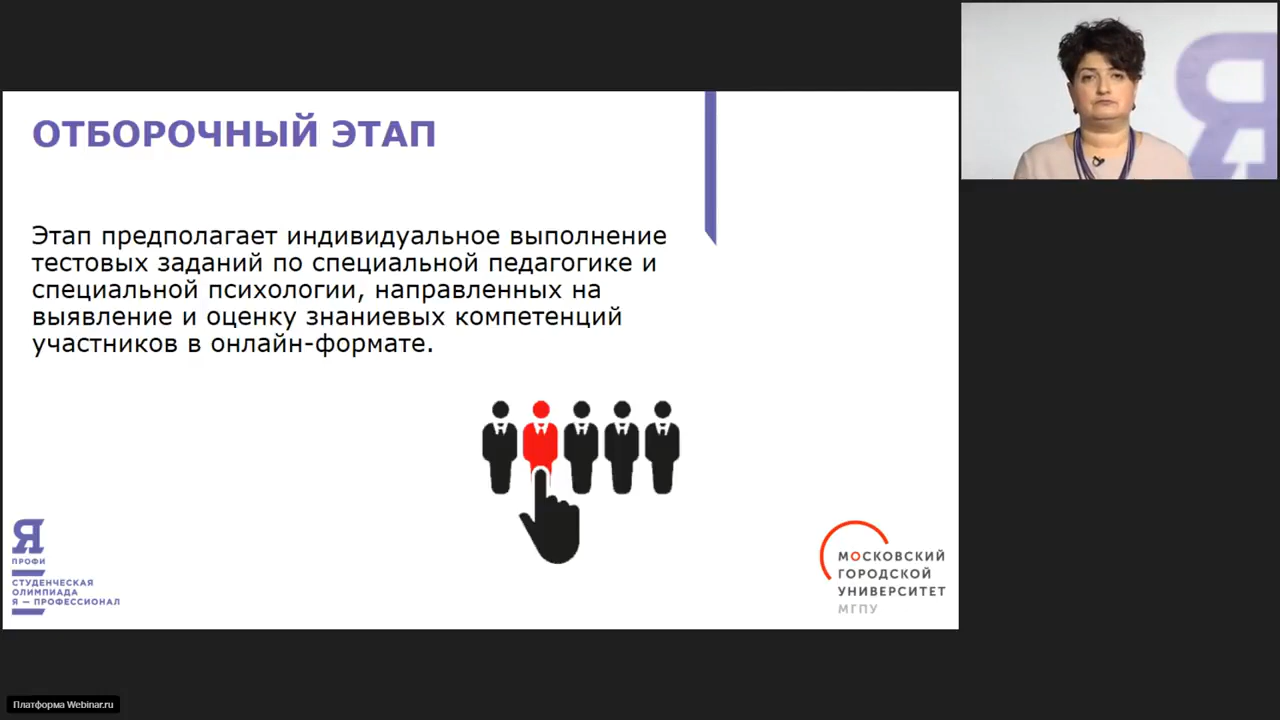 ОТБОРОЧНЫЙ ЭТАП
Этап предполагает индивидуальное выполнение
тестовых заданий по специальной педагогике и
специальной психологии, направленных на
выявление и оценку знаниевых компетенций
участников в онлайн-формате.
Я
ПРОФИ
СТУДЕНЧЕСКАЯ
ОЛИМПИАДА
Я — ПРОФЕССИОНАЛ
МОСКОВСКИЙ
ГОРОДСКОЙ
УНИВЕРСИТЕТ
МГПУ
Я
Платформа Webinar.ru